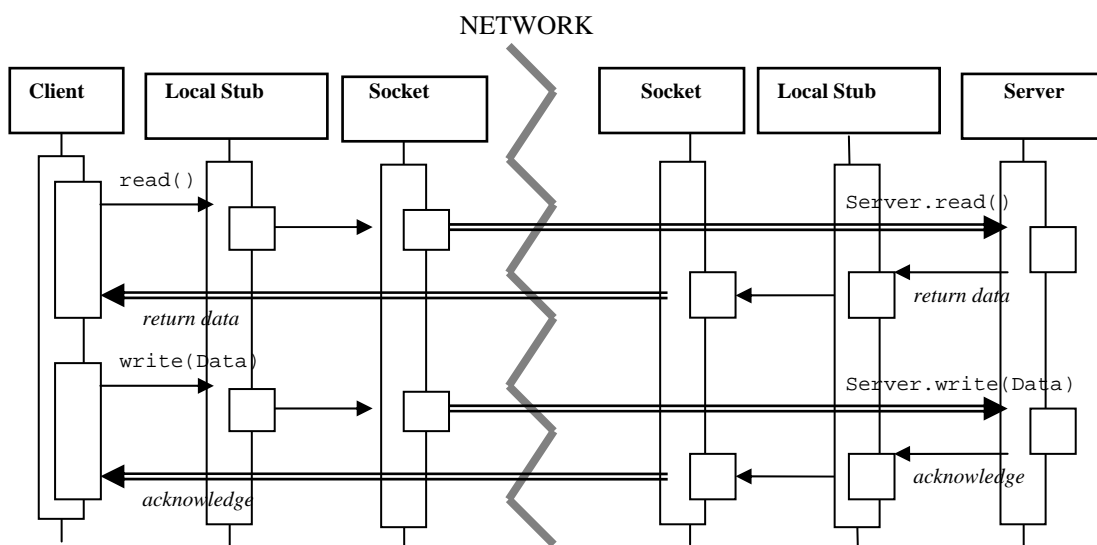 NETWORK
Client
Local Stub
Socket
Socket
Local Stub
Server
read()
Server.read()
return data
return data
write(Data)
Server.write(Data)
acknowledge
acknowledge